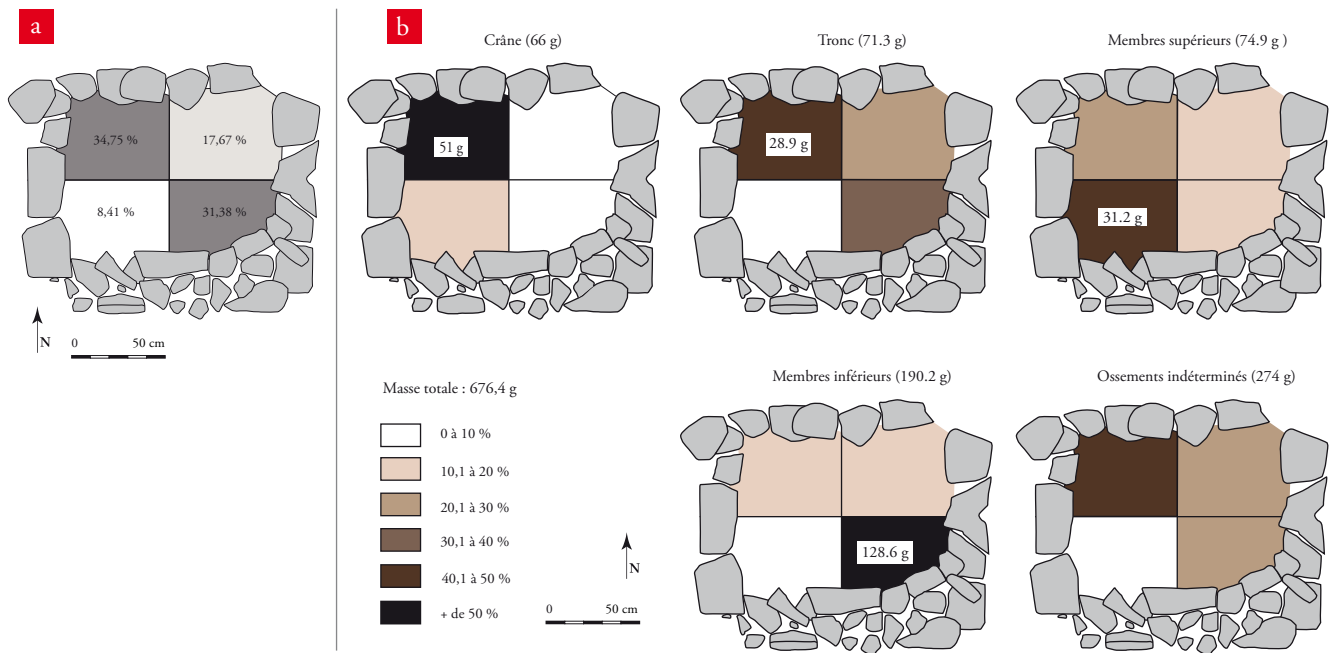 a
34,75 %
17,67 %
8,41 %
31,38 %
N
0 50 cm
b
Crâne (66 g)
51 g
Tronc (71.3 g)
28.9 g
Membres supérieurs (74.9 g )
31.2 g
Masse totale : 676,4 g
0 à 10 %
10,1 à 20 %
20,1 à 30 %
30,1 à 40 %
40,1 à 50 %
+ de 50 %
N
0 50 cm
Membres inférieurs (190.2 g)
128.6 g
Ossements indéterminés (274 g)